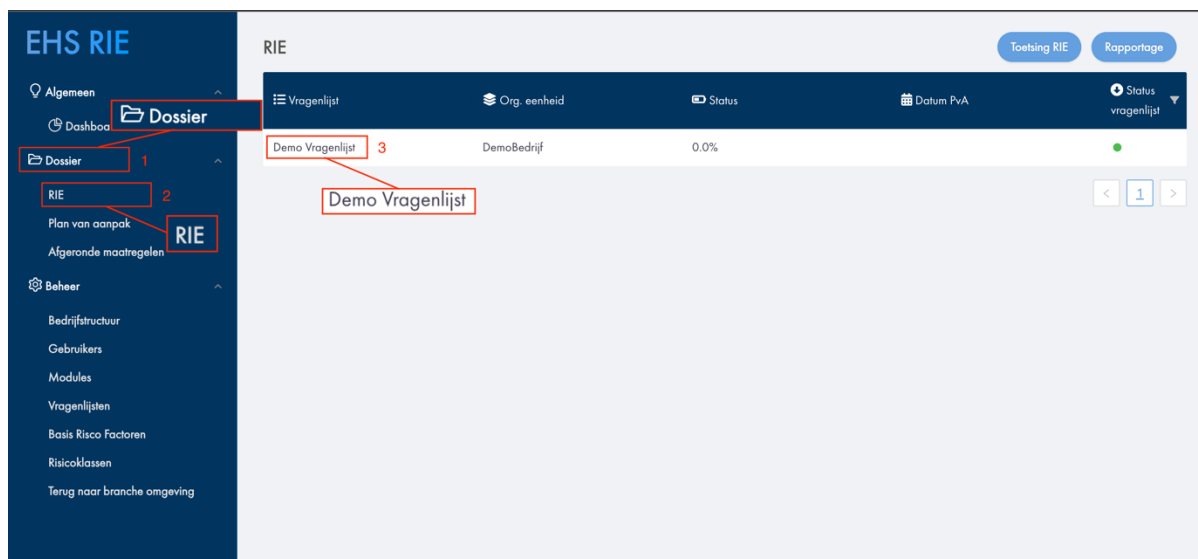 EHS RIE
Algemeen
Dashboa
Dossier
Dossier 1
RIE 2
RIE
Plan van aanpak
Afgeronde maatregelen
Beheer
Bedrijfstructuur
Gebruikers
Modules
Vragenlijsten
Basis Risco Factoren
Risicoklassen
Terug naar branche omgeving
RIE
Toetsing RIE Rapportage
Vragenlijst Org. eenheid Status Datum PvA Status vragenlijst
Demo Vragenlijst 3 DemoBedrijf 0.0%
Demo Vragenlijst
< 1 >